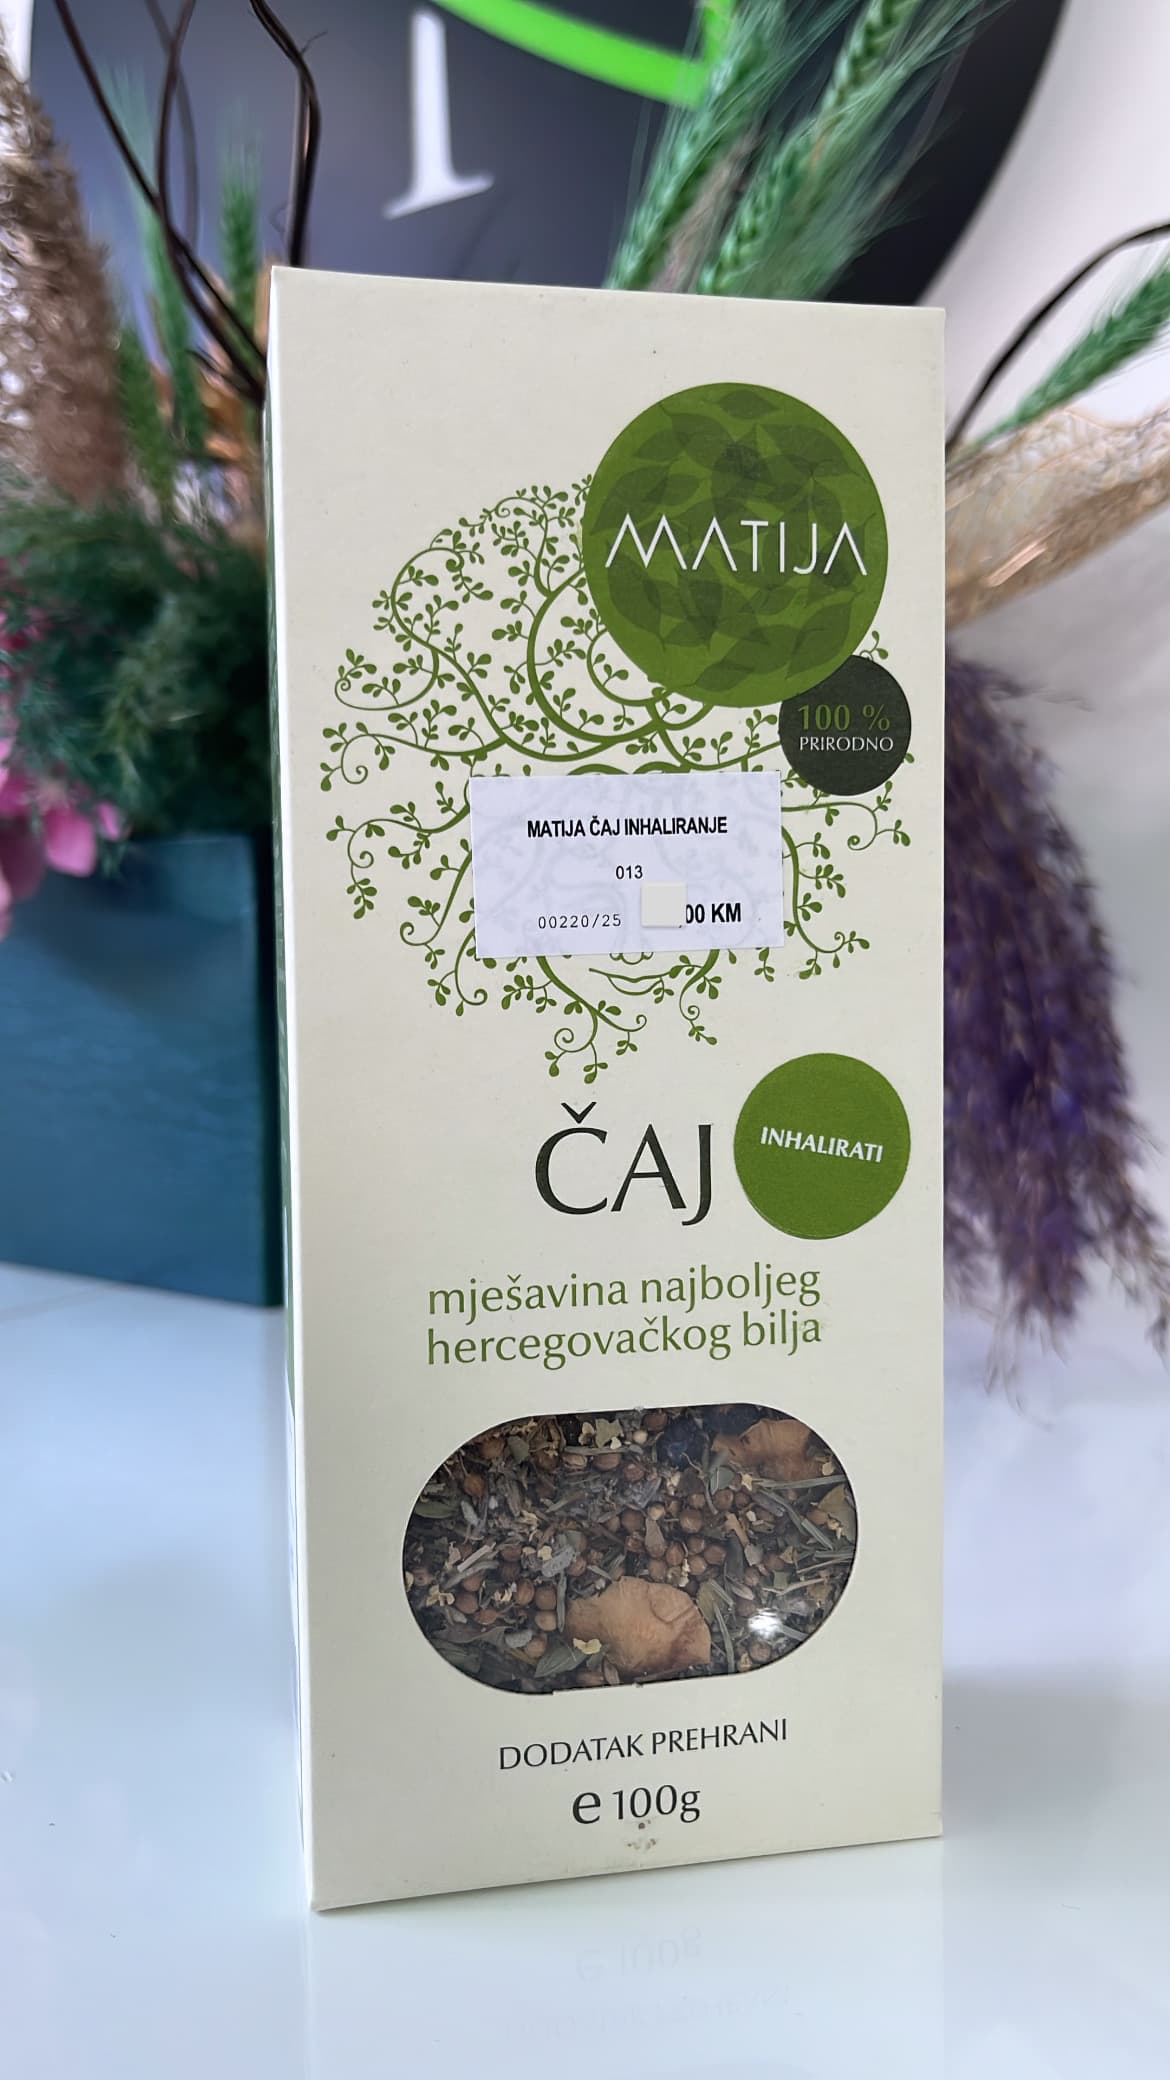 I
MATIJA
100 %
PRIRODNO
MATIJA ČAJ INHALIRANJE
013
00220/25 ,00 KM
ČAJ
INHALIRATI
mješavina najboljeg
hercegovačkog bilja
DODATAK PREHRANI
e 100g